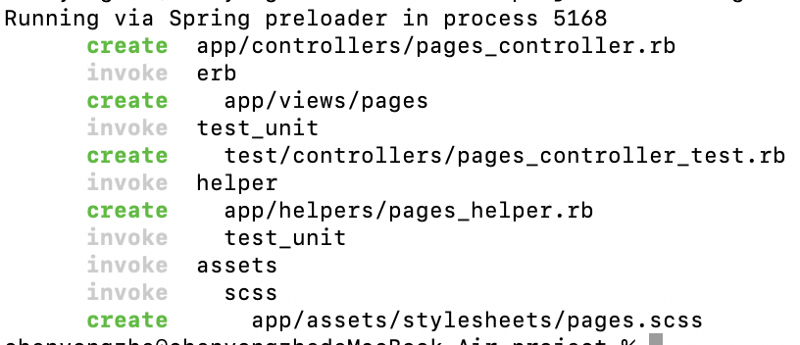 Running via Spring preloader in process 5168
create app/controllers/pages_controller.rb
invoke erb
create app/views/pages
invoke test_unit
create test/controllers/pages_controller_test.rb
invoke helper
create app/helpers/pages_helper.rb
invoke test_unit
invoke assets
invoke scss
create app/assets/stylesheets/pages.scss
project %